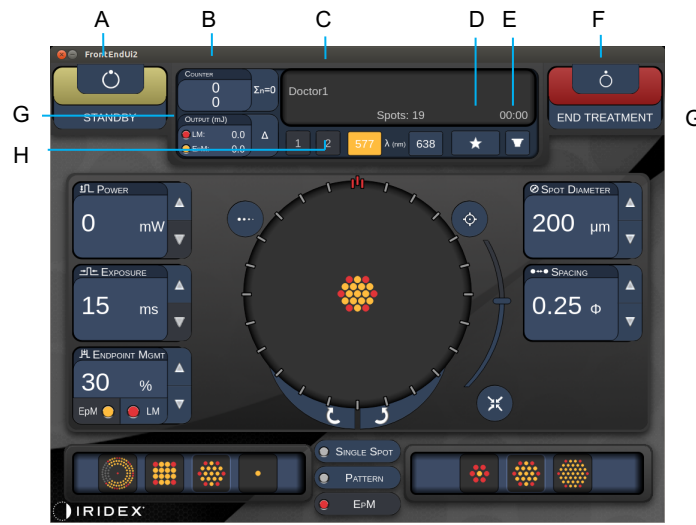 A
B
C
D
E
F
G
H
G
FrontEndUi2
STANDBY
COUNTER
0
0
Σn=0
OUTPUT (mJ)
LM: 0.0
EPM: 0.0
Δ
Doctor1
Spots: 19 00:00
1 2 577 λ (nm) 638
END TREATMENT
POWER
0 mW
EXPOSURE
15 ms
ENDPOINT MGMT
30 %
EpM LM
SPOT DIAMETER
200 μm
SPACING
0.25 Φ
SINGLE SPOT
PATTERN
EPM
IRIDEX